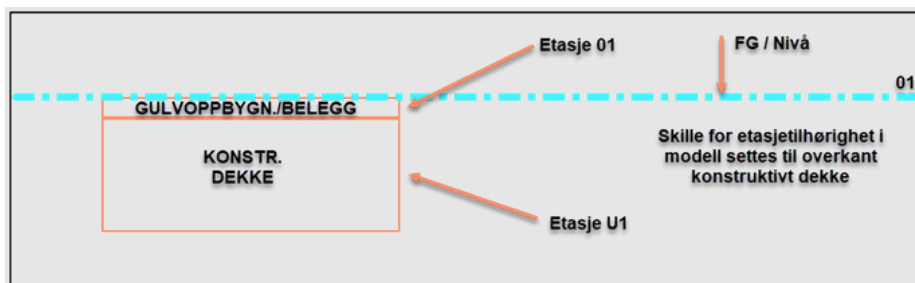 Etasje 01
FG / Nivå
01
GULVOPPBYGN./BELEGG
KONSTR.
DEKKE
Skille for etasjetilhørighet i
modell settes til overkant
konstruktivt dekke
Etasje U1